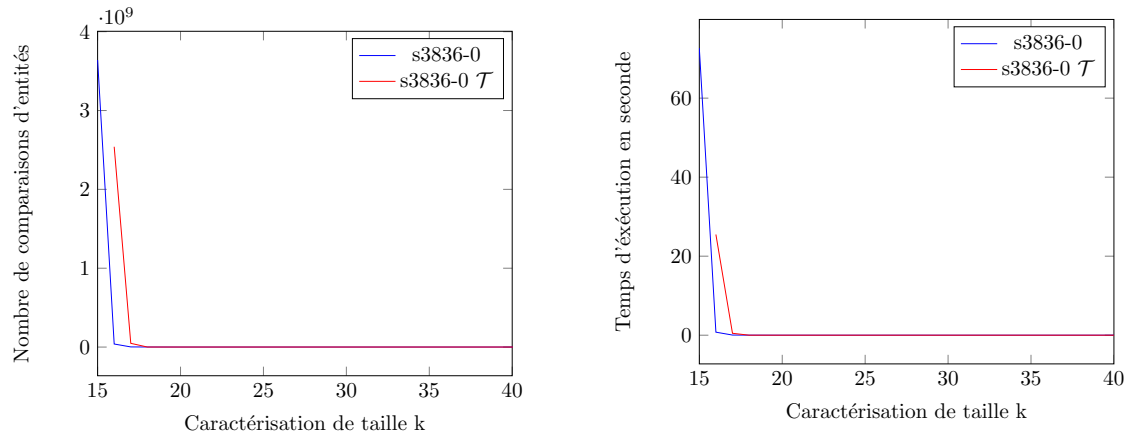 ·10⁹
4
3
2
1
0
Nombre de comparaisons d'entités
s3836-0
s3836-0 𝒯
15 20 25 30 35 40
Caractérisation de taille k
60
40
20
0
Temps d'éxécution en seconde
s3836-0
s3836-0 𝒯
15 20 25 30 35 40
Caractérisation de taille k